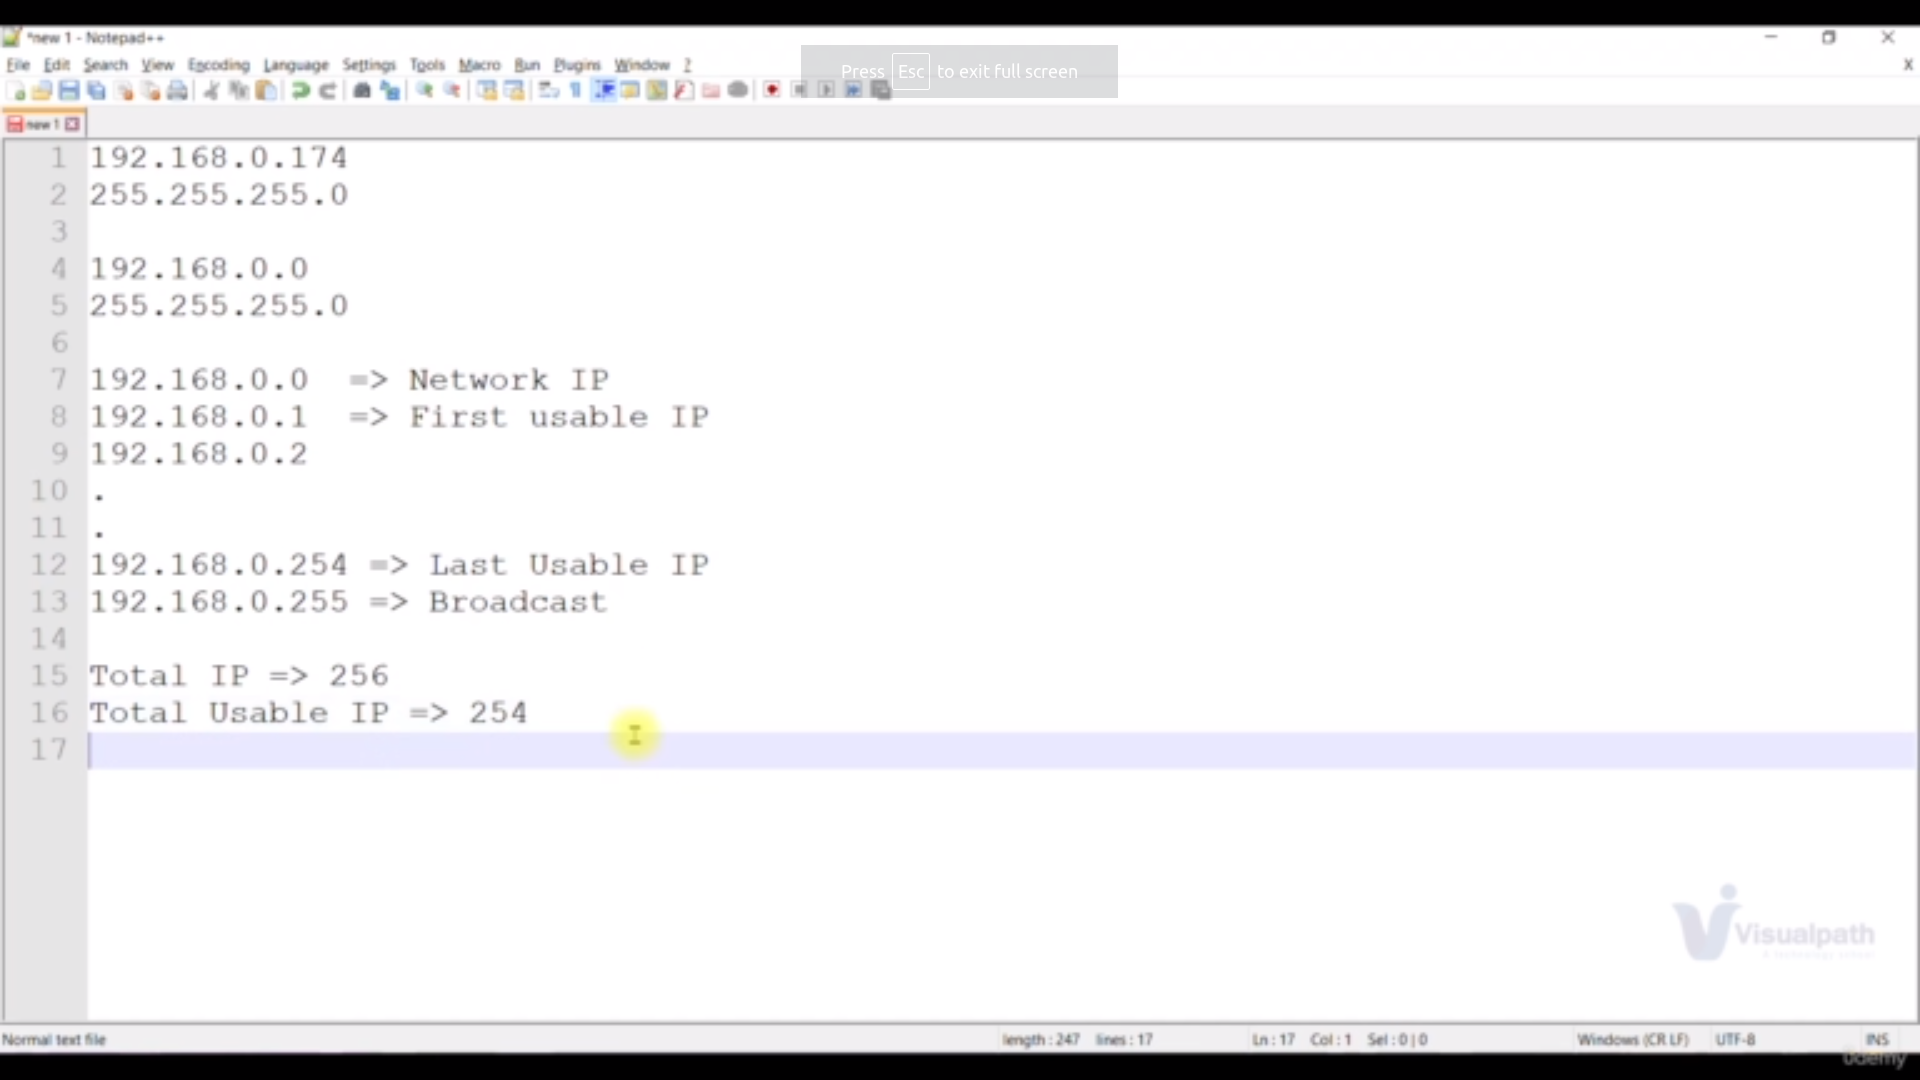 *new 1 - Notepad++
File Edit Search View Encoding Language Settings Tools Macro Run Plugins Window ?
X
Press Esc to exit full screen
new 1
1 192.168.0.174
2 255.255.255.0
3
4 192.168.0.0
5 255.255.255.0
6
7 192.168.0.0 => Network IP
8 192.168.0.1 => First usable IP
9 192.168.0.2
10 .
11 .
12 192.168.0.254 => Last Usable IP
13 192.168.0.255 => Broadcast
14
15 Total IP => 256
16 Total Usable IP => 254
17
Visualpath
Normal text file length : 247 lines : 17 Ln : 17 Col : 1 Sel : 0 | 0 Windows (CR LF) UTF-8 INS
ûdemy